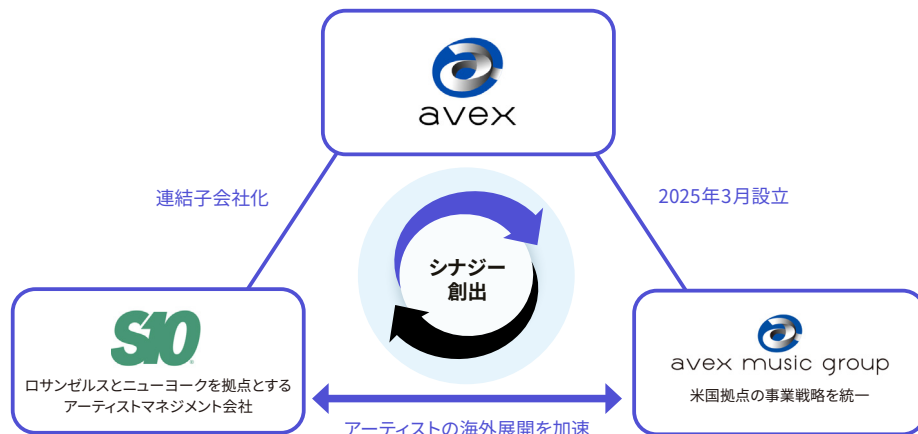 avex
連結子会社化
2025年3月設立
シナジー
創出
S10
ロサンゼルスとニューヨークを拠点とする
アーティストマネジメント会社
avex music group
米国拠点の事業戦略を統一
アーティストの海外展開を加速